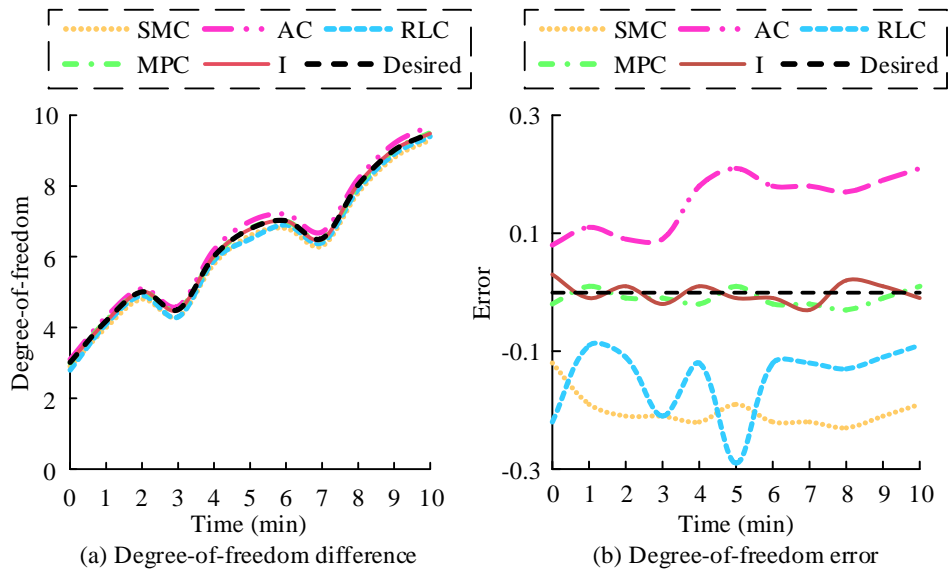 SMC AC RLC
MPC I Desired
10
8
6
4
2
0
Degree-of-freedom
0 1 2 3 4 5 6 7 8 9 10
Time (min)
(a) Degree-of-freedom difference
SMC AC RLC
MPC I Desired
0.3
0.1
-0.1
-0.3
Error
0 1 2 3 4 5 6 7 8 9 10
Time (min)
(b) Degree-of-freedom error